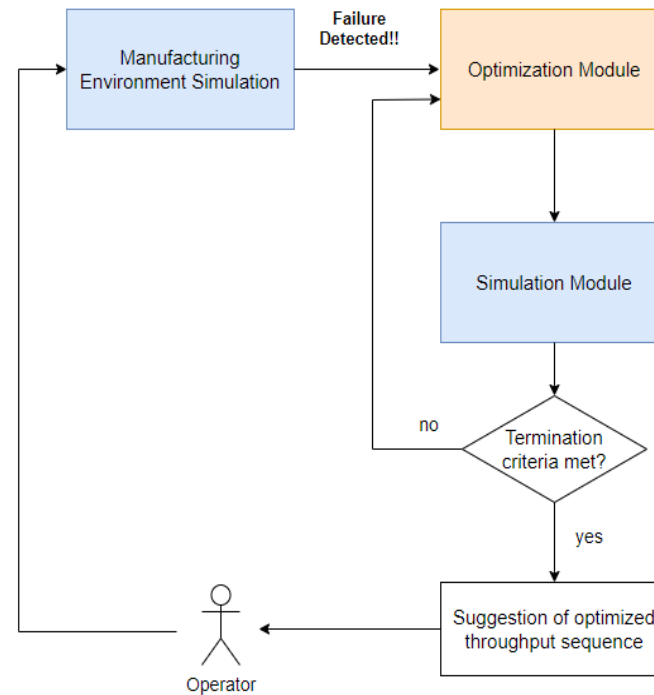 Failure
Detected!!
Manufacturing
Environment Simulation
Optimization Module
Simulation Module
Termination
criteria met?
no
yes
Suggestion of optimized
throughput sequence
Operator